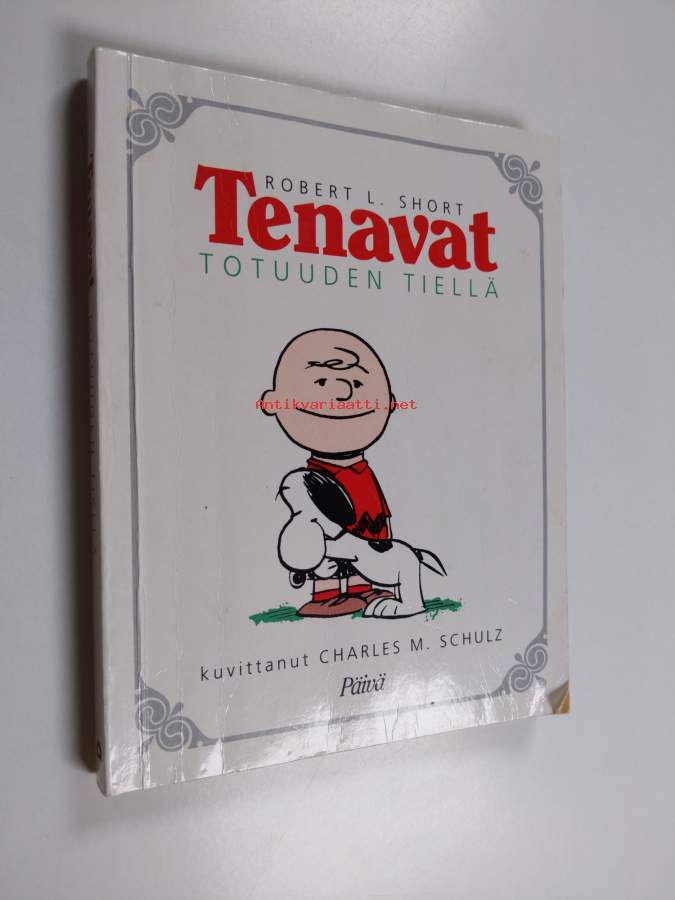 ROBERT L. SHORT
Tenavat
TOTUUDEN TIELLÄ
Antikvariaatti.net
kuvittanut CHARLES M. SCHULZ
Päivä